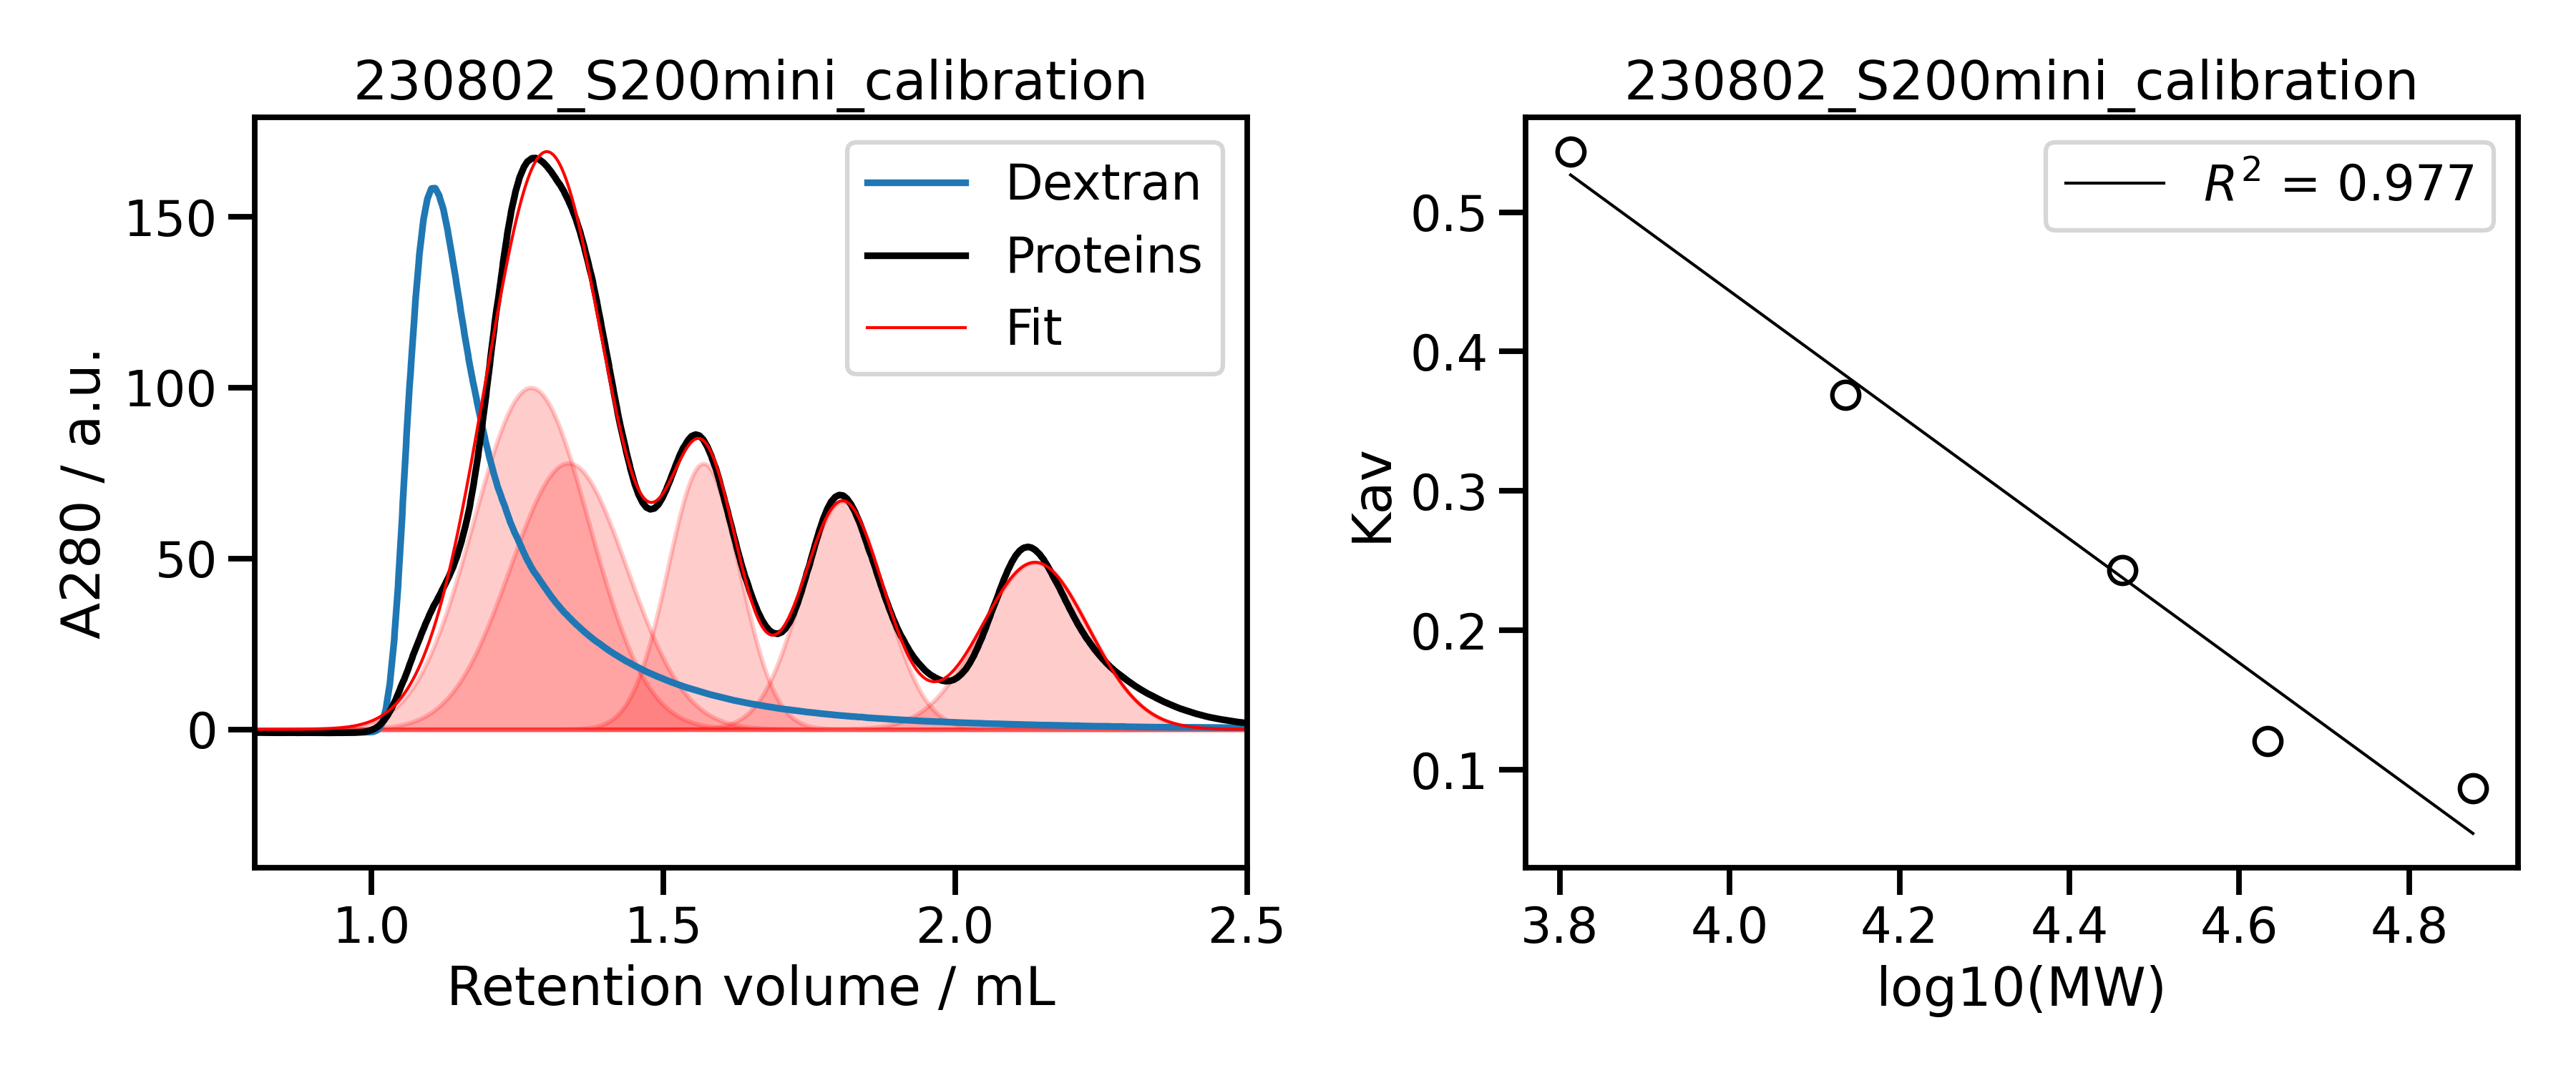 230802_S200mini_calibration
Dextran
Proteins
Fit
150
100
50
0
A280 / a.u.
1.0 1.5 2.0 2.5
Retention volume / mL
230802_S200mini_calibration
R² = 0.977
0.5
0.4
0.3
0.2
0.1
Kav
3.8 4.0 4.2 4.4 4.6 4.8
log10(MW)